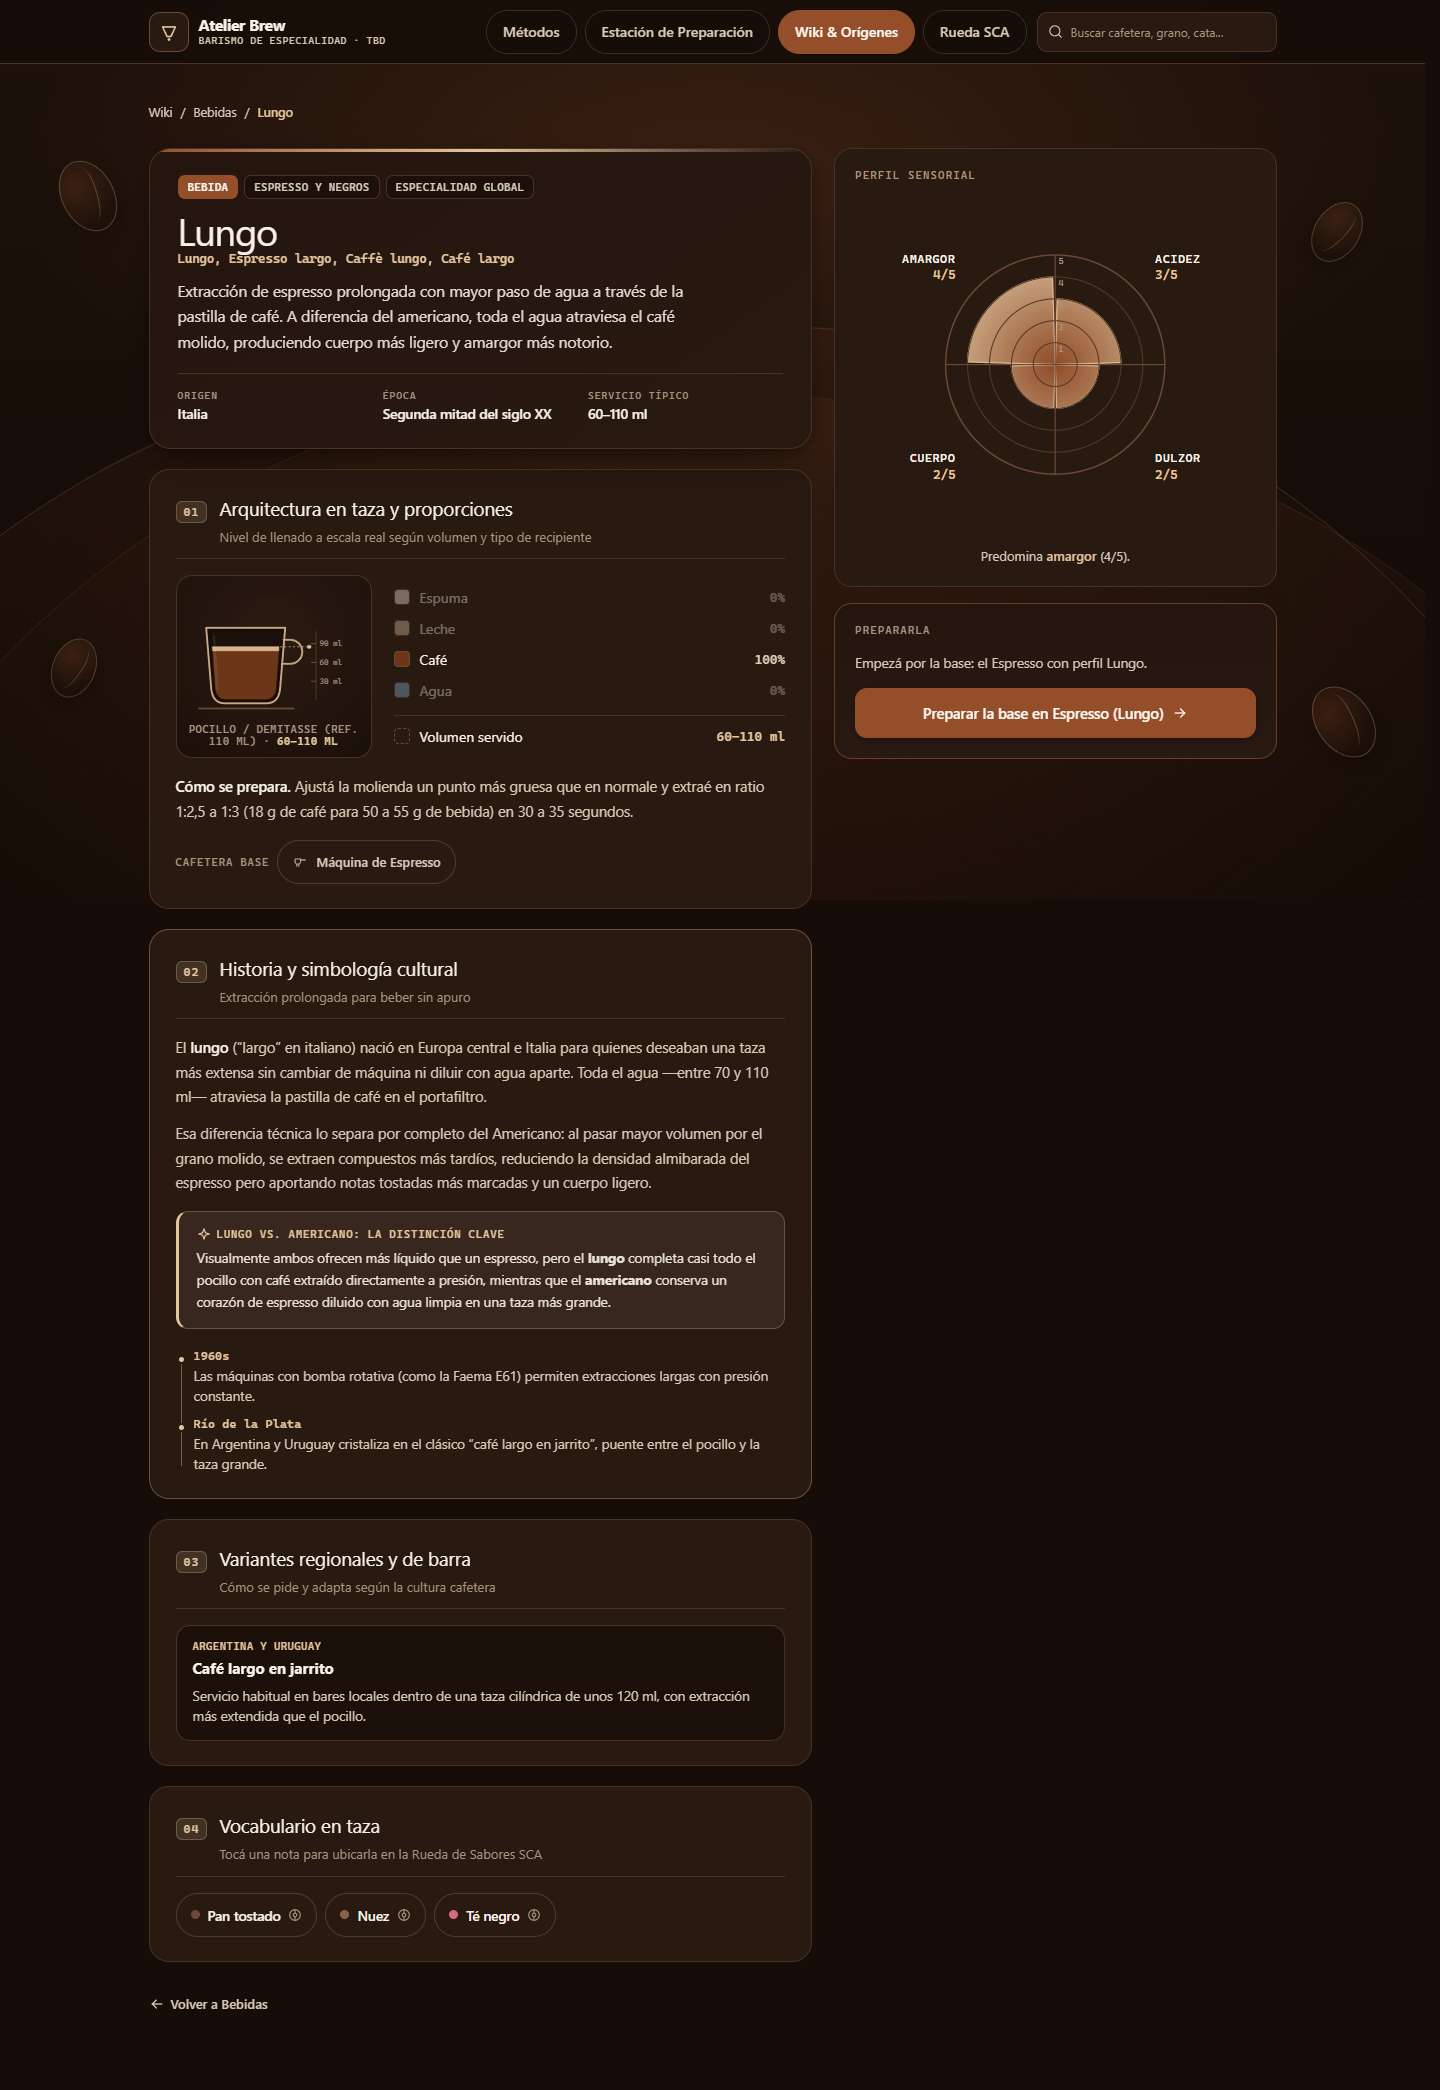 Atelier Brew
BARISMO DE ESPECIALIDAD · TBD
Métodos
Estación de Preparación
Wiki & Orígenes
Rueda SCA
Buscar cafetera, grano, cata...
Wiki / Bebidas / Lungo
BEBIDA
ESPRESSO Y NEGROS
ESPECIALIDAD GLOBAL
Lungo
Lungo, Espresso largo, Caffè lungo, Café largo
Extracción de espresso prolongada con mayor paso de agua a través de la
pastilla de café. A diferencia del americano, toda el agua atraviesa el café
molido, produciendo cuerpo más ligero y amargor más notorio.
ORIGEN
Italia
ÉPOCA
Segunda mitad del siglo XX
SERVICIO TÍPICO
60–110 ml
PERFIL SENSORIAL
AMARGOR
4/5
ACIDEZ
3/5
5
4
2
1
CUERPO
2/5
DULZOR
2/5
Predomina amargor (4/5).
PREPARARLA
Empezá por la base: el Espresso con perfil Lungo.
Preparar la base en Espresso (Lungo)
01
Arquitectura en taza y proporciones
Nivel de llenado a escala real según volumen y tipo de recipiente
90 ml
60 ml
30 ml
POCILLO / DEMITASSE (REF.
110 ML) · 60–110 ML
Espuma 0%
Leche 0%
Café 100%
Agua 0%
Volumen servido 60–110 ml
Cómo se prepara. Ajustá la molienda un punto más gruesa que en normale y extraé en ratio
1:2,5 a 1:3 (18 g de café para 50 a 55 g de bebida) en 30 a 35 segundos.
CAFETERA BASE
Máquina de Espresso
02
Historia y simbología cultural
Extracción prolongada para beber sin apuro
El lungo (“largo” en italiano) nació en Europa central e Italia para quienes deseaban una taza
más extensa sin cambiar de máquina ni diluir con agua aparte. Toda el agua —entre 70 y 110
ml— atraviesa la pastilla de café en el portafiltro.
Esa diferencia técnica lo separa por completo del Americano: al pasar mayor volumen por el
grano molido, se extraen compuestos más tardíos, reduciendo la densidad almibarada del
espresso pero aportando notas tostadas más marcadas y un cuerpo ligero.
LUNGO VS. AMERICANO: LA DISTINCIÓN CLAVE
Visualmente ambos ofrecen más líquido que un espresso, pero el lungo completa casi todo el
pocillo con café extraído directamente a presión, mientras que el americano conserva un
corazón de espresso diluido con agua limpia en una taza más grande.
1960s
Las máquinas con bomba rotativa (como la Faema E61) permiten extracciones largas con presión
constante.
Río de la Plata
En Argentina y Uruguay cristaliza en el clásico “café largo en jarrito”, puente entre el pocillo y la
taza grande.
03
Variantes regionales y de barra
Cómo se pide y adapta según la cultura cafetera
ARGENTINA Y URUGUAY
Café largo en jarrito
Servicio habitual en bares locales dentro de una taza cilíndrica de unos 120 ml, con extracción
más extendida que el pocillo.
04
Vocabulario en taza
Tocá una nota para ubicarla en la Rueda de Sabores SCA
Pan tostado
Nuez
Té negro
Volver a Bebidas